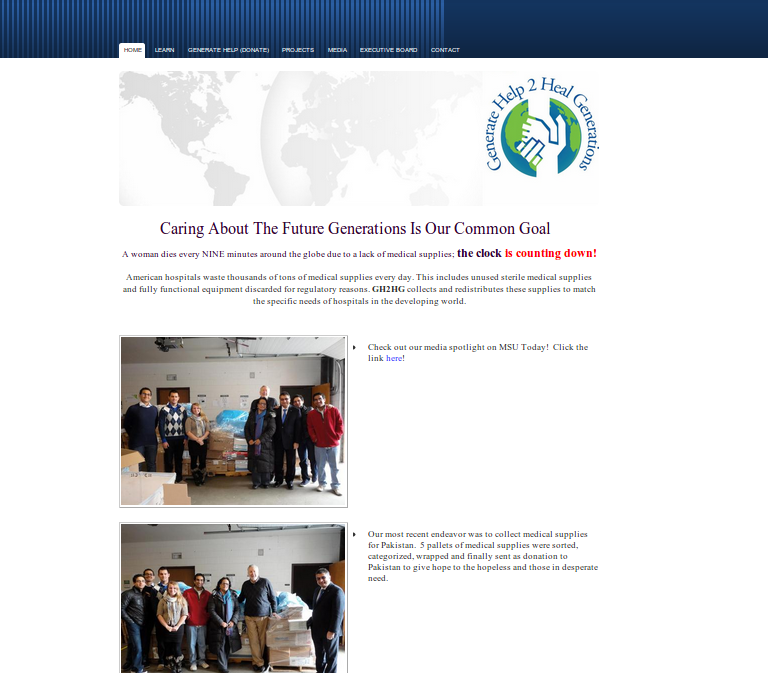 HOME LEARN GENERATE HELP (DONATE) PROJECTS MEDIA EXECUTIVE BOARD CONTACT
Generate Help 2 Heal Generations
Caring About The Future Generations Is Our Common Goal
A woman dies every NINE minutes around the globe due to a lack of medical supplies; the clock is counting down!
American hospitals waste thousands of tons of medical supplies every day. This includes unused sterile medical supplies
and fully functional equipment discarded for regulatory reasons. GH2HG collects and redistributes these supplies to match
the specific needs of hospitals in the developing world.
Check out our media spotlight on MSU Today! Click the
link here!
Our most recent endeavor was to collect medical supplies
for Pakistan. 5 pallets of medical supplies were sorted,
categorized, wrapped and finally sent as donation to
Pakistan to give hope to the hopeless and those in desperate
need.